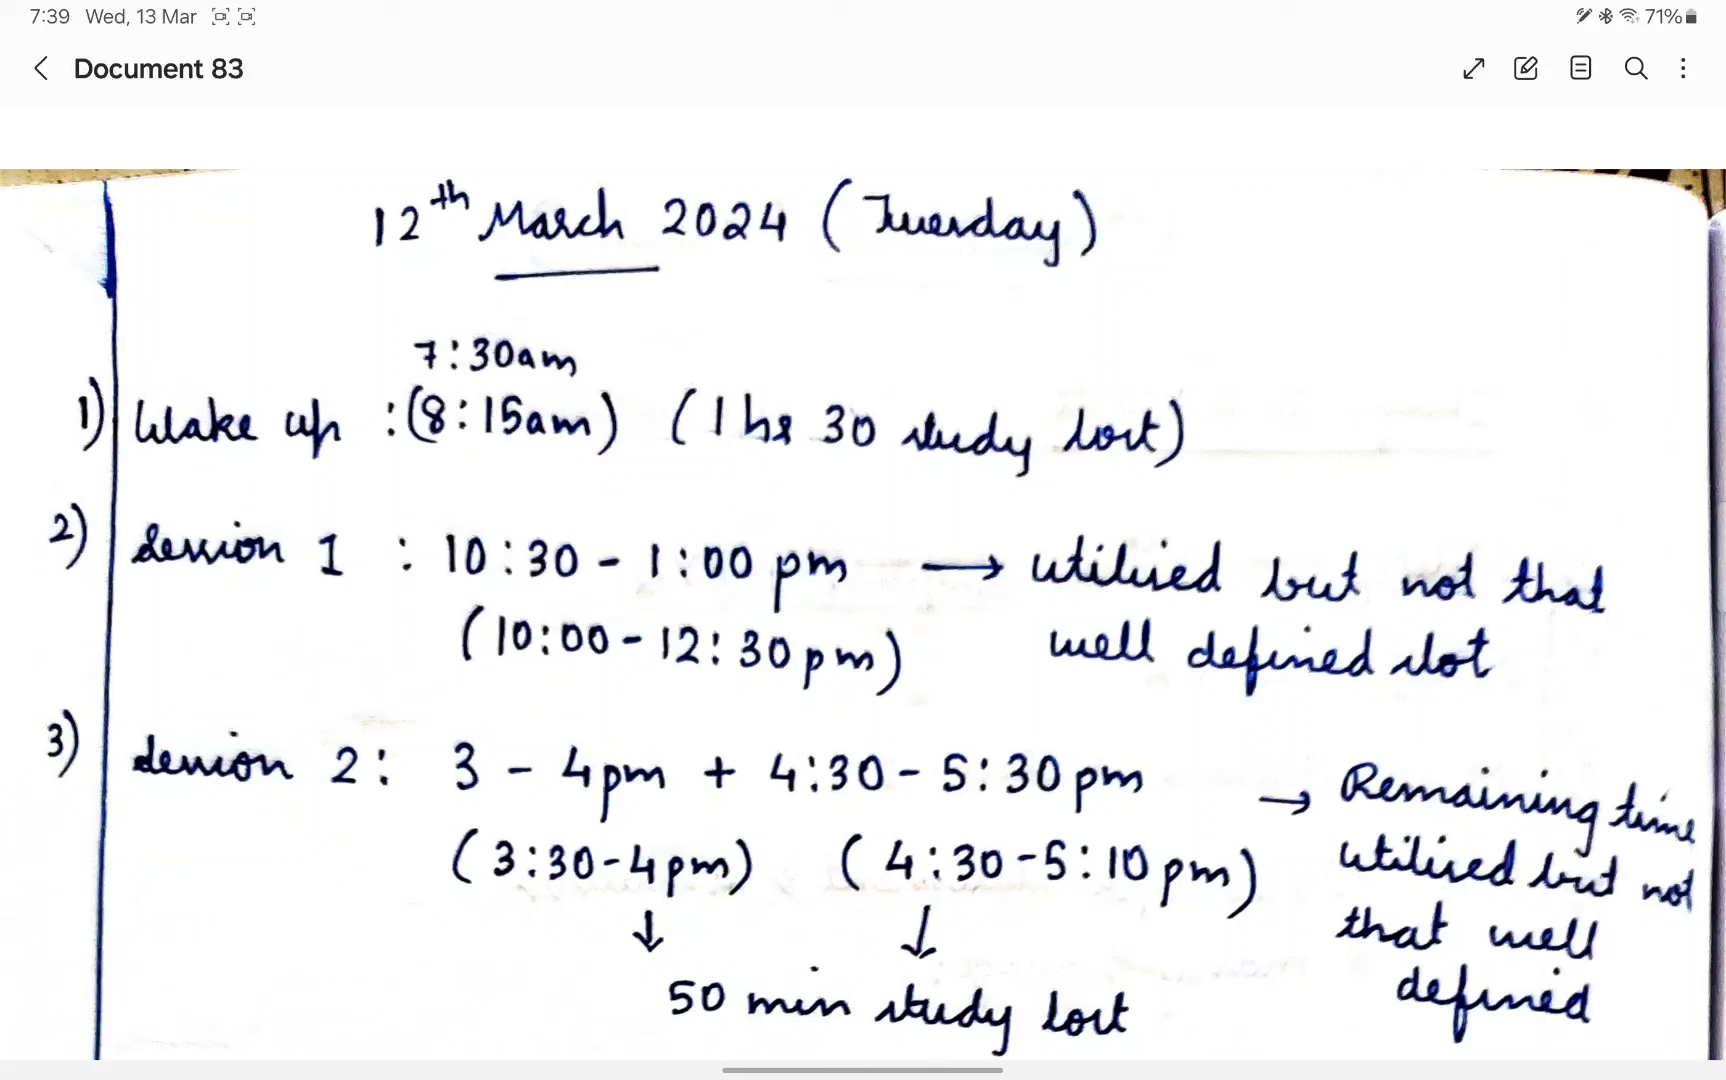 7:39 Wed, 13 Mar 71%
Document 83
12th March 2024 (Tuesday)
7:30am
1) Wake up : (8:15am) (1 hr 30 study lost)
2) session 1 : 10:30 - 1:00 pm → utilised but not that
(10:00 - 12:30 pm) well defined slot
3) session 2 : 3 - 4pm + 4:30 - 5:30 pm → Remaining time
(3:30 - 4pm) (4:30 - 5:10 pm) utilised but not
↓ ↓ that well
50 min study lost defined